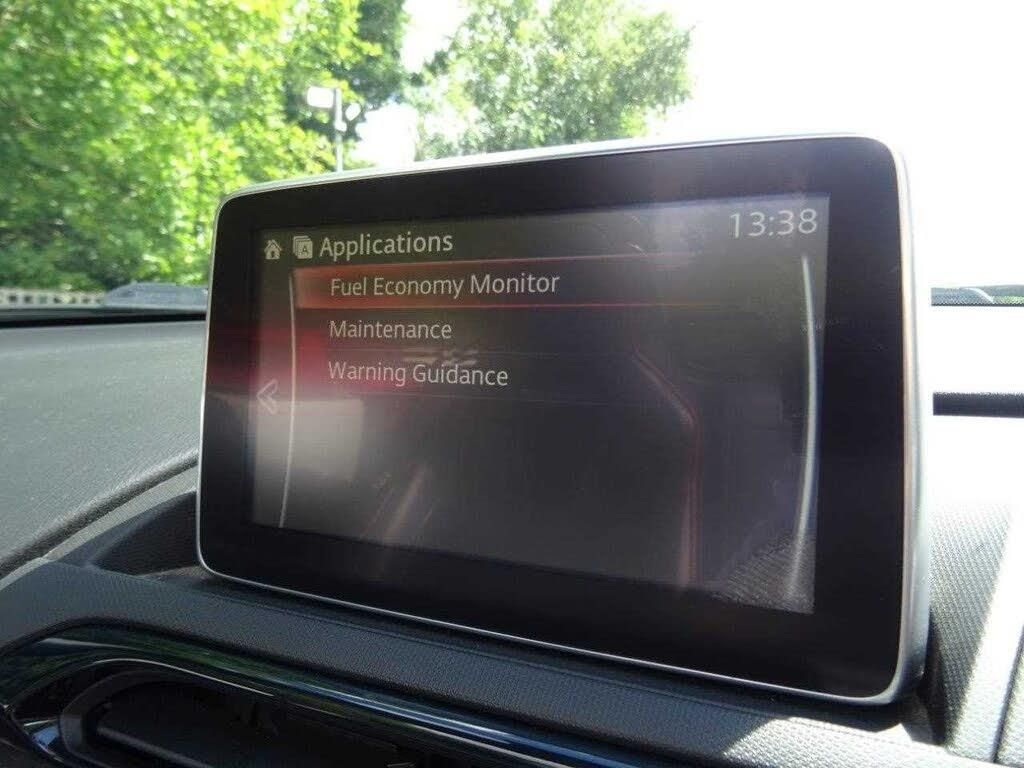 Applications
13:38
Fuel Economy Monitor
Maintenance
Warning Guidance